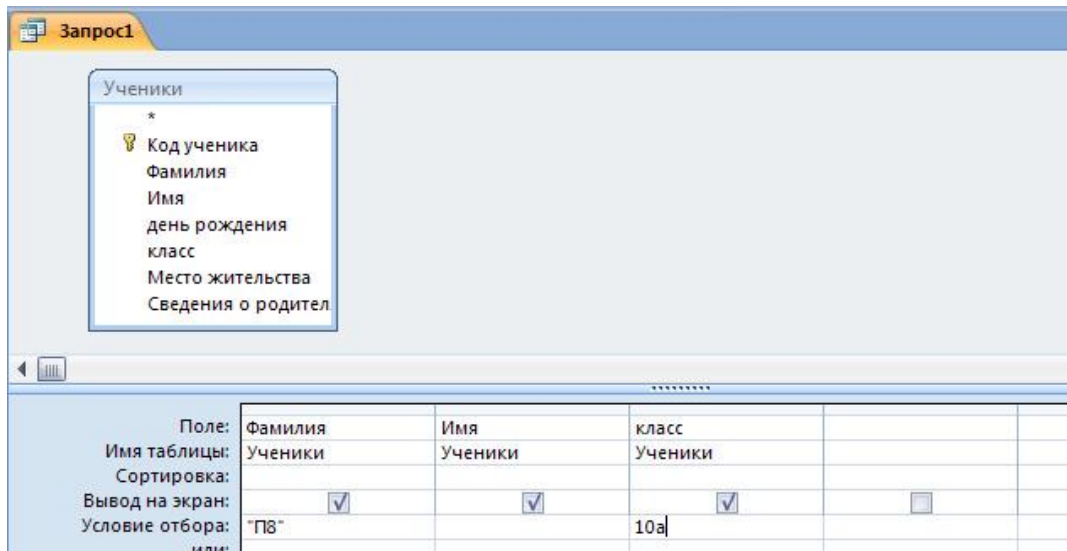 Запрос1
Ученики
*
Код ученика
Фамилия
Имя
день рождения
класс
Место жительства
Сведения о родител
Поле: Фамилия Имя класс
Имя таблицы: Ученики Ученики Ученики
Сортировка:
Вывод на экран:
Условие отбора: "П8" 10а
или: